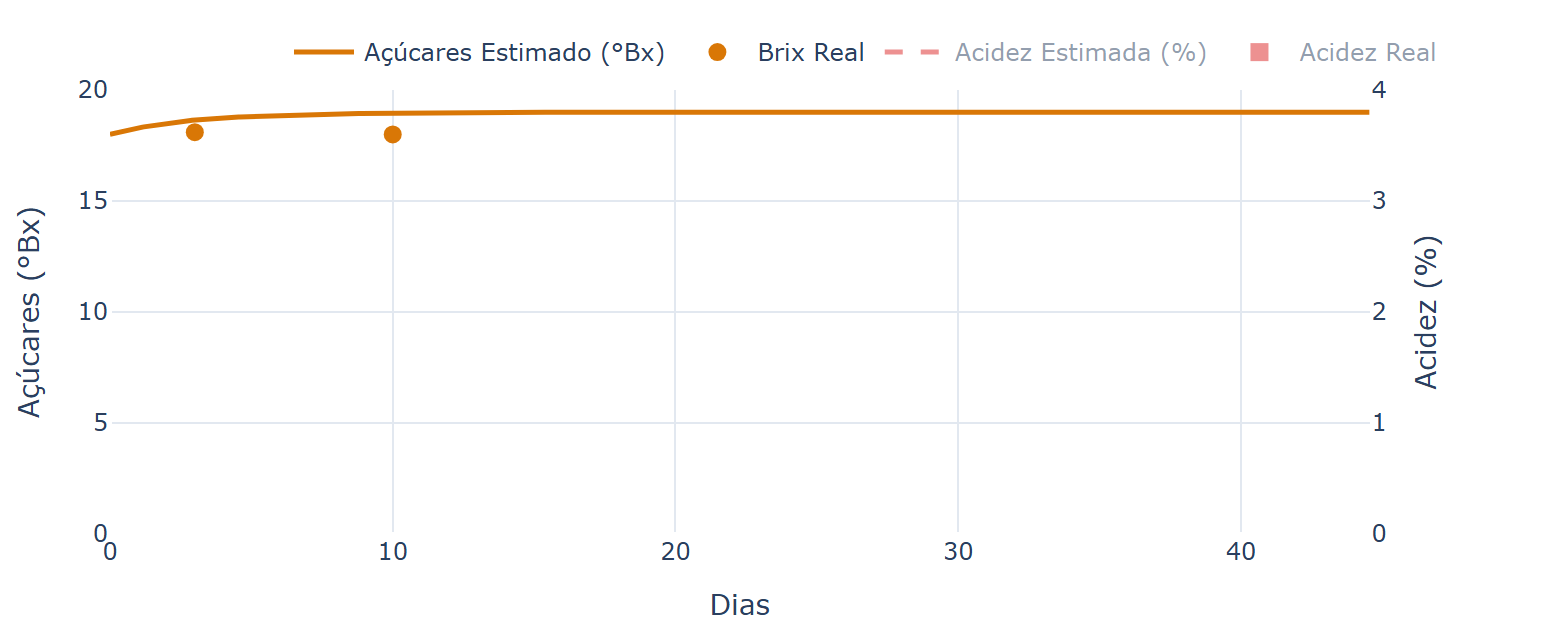 Açúcares Estimado (°Bx) Brix Real Acidez Estimada (%) Acidez Real
20 4
15 3
10 2
5 1
0 0
0 10 20 30 40
Dias
Açúcares (°Bx)
Acidez (%)